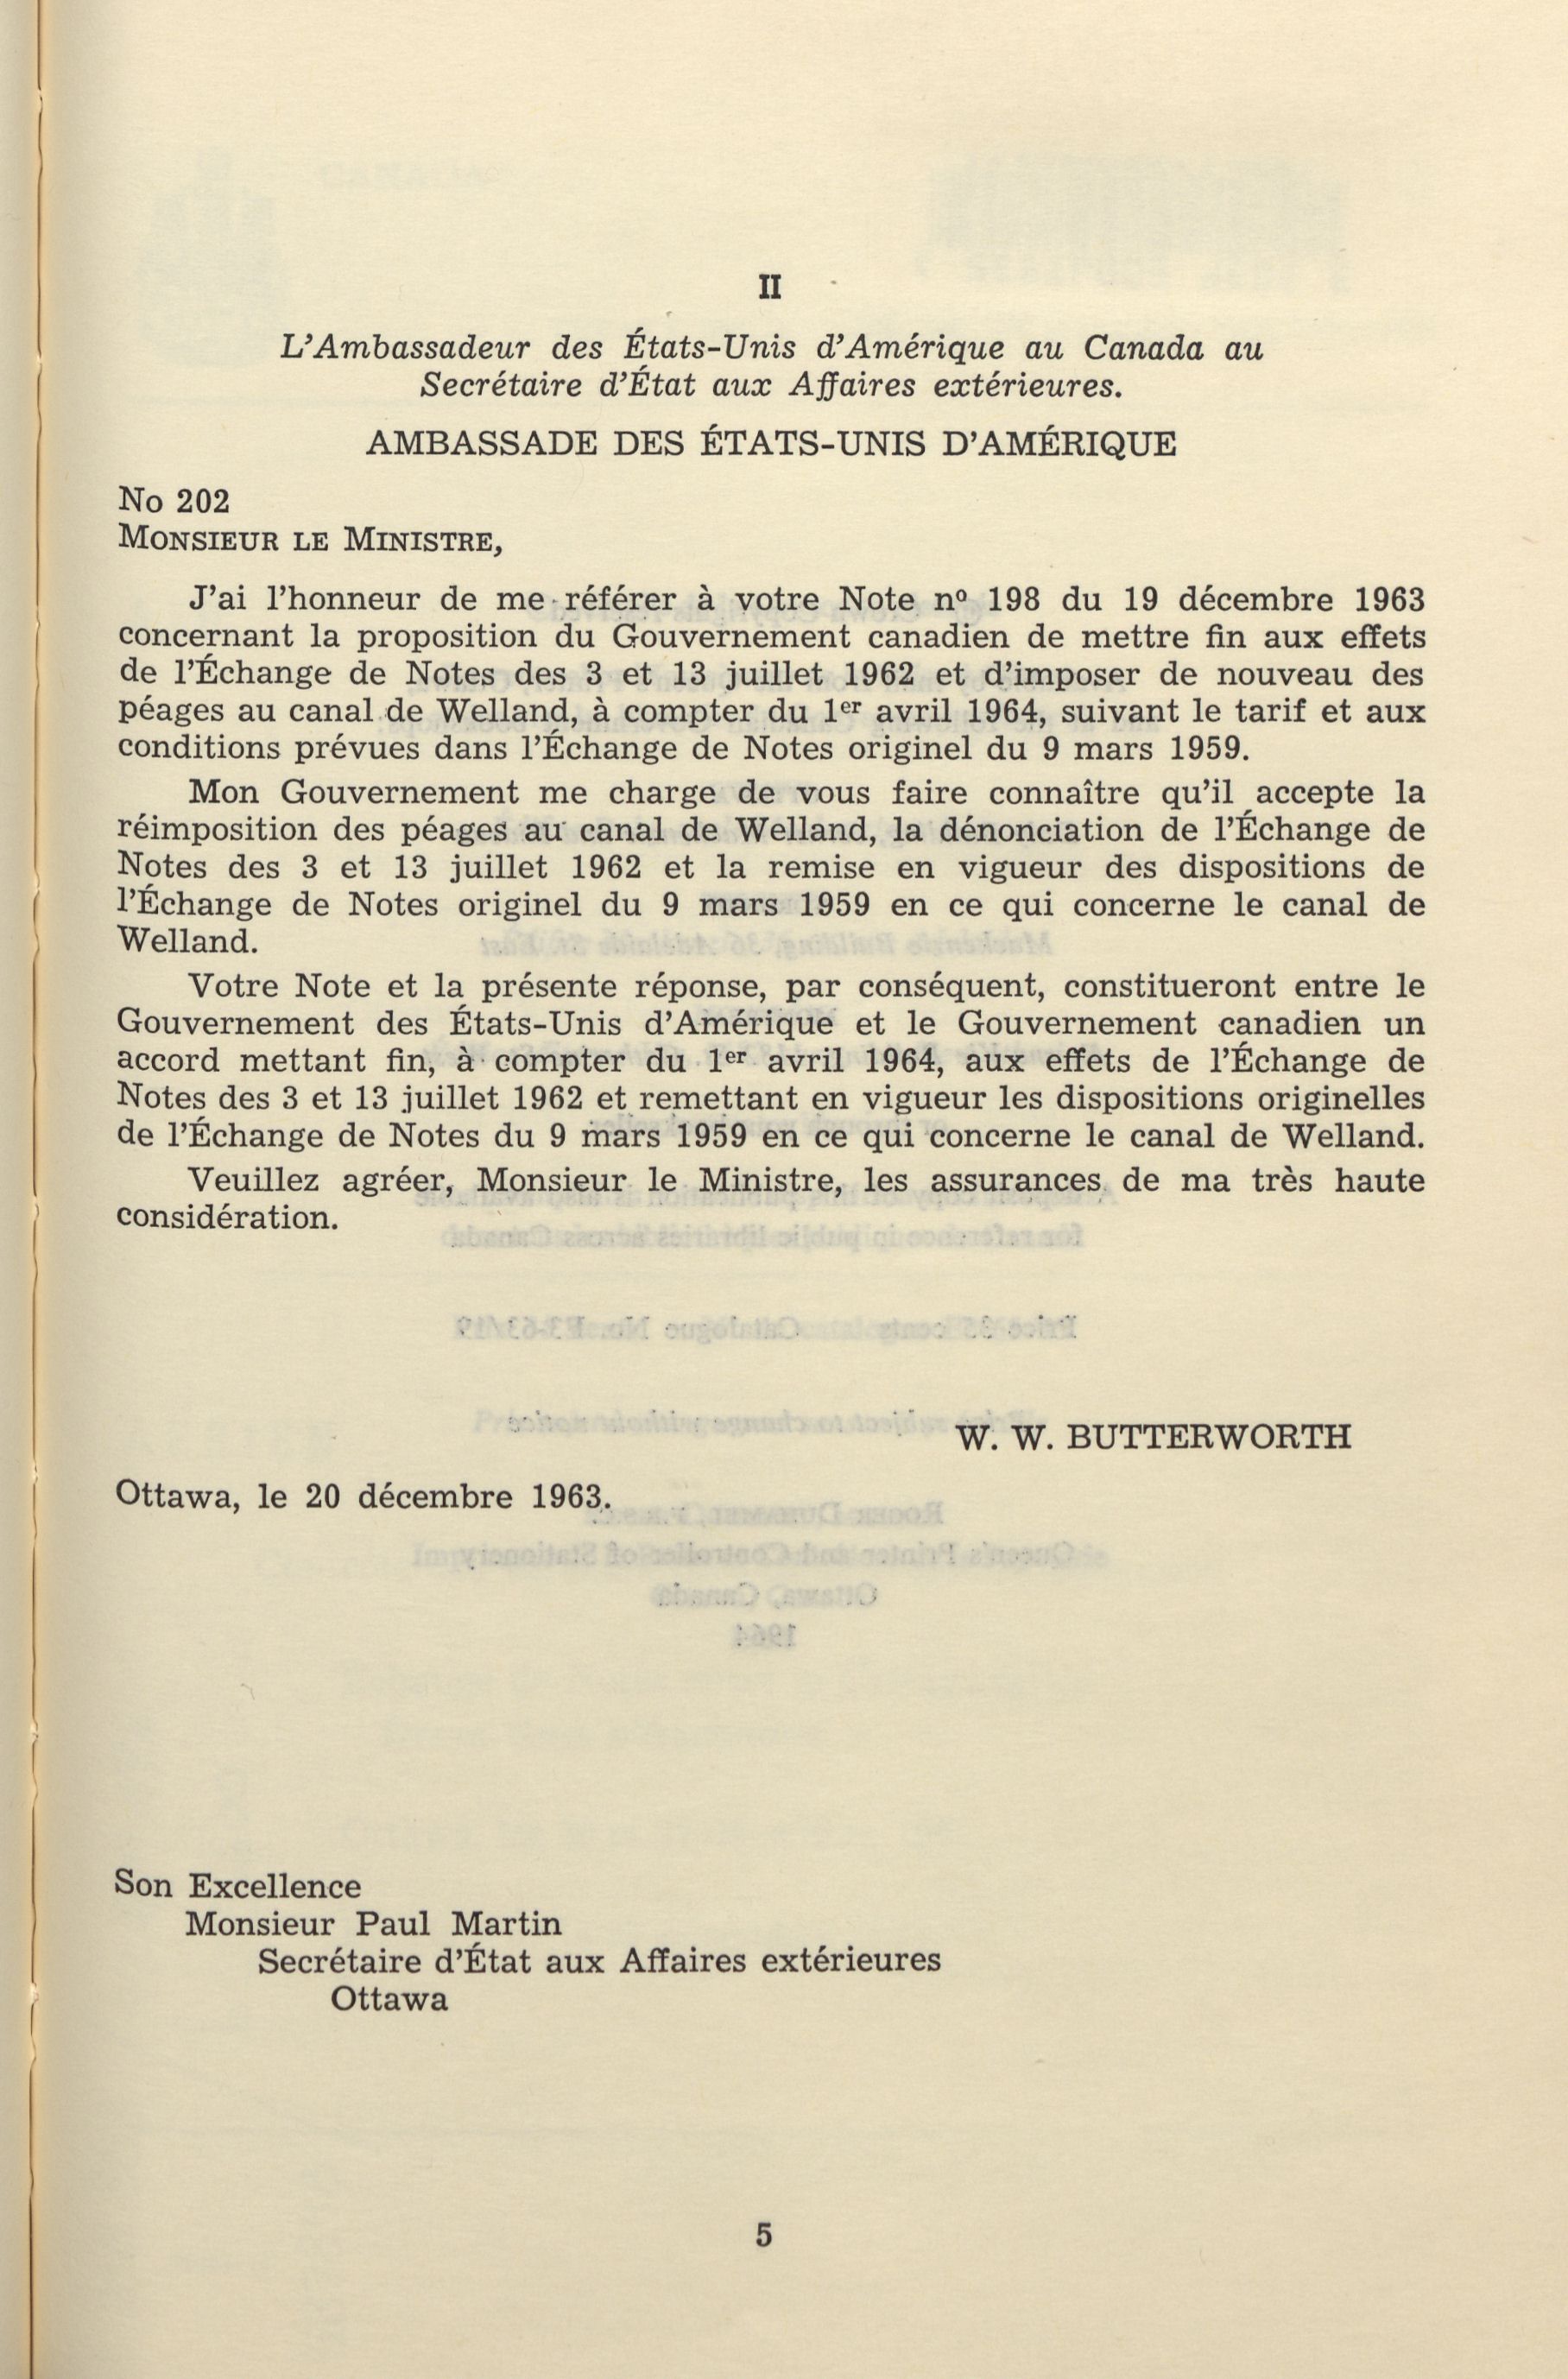 II
L'Ambassadeur des États-Unis d'Amérique au Canada au
Secrétaire d'État aux Affaires extérieures.
AMBASSADE DES ÉTATS-UNIS D'AMÉRIQUE
No 202
MONSIEUR LE MINISTRE,
J'ai l'honneur de me référer à votre Note nº 198 du 19 décembre 1963
concernant la proposition du Gouvernement canadien de mettre fin aux effets
de l'Échange de Notes des 3 et 13 juillet 1962 et d'imposer de nouveau des
péages au canal de Welland, à compter du 1er avril 1964, suivant le tarif et aux
conditions prévues dans l'Échange de Notes originel du 9 mars 1959.
Mon Gouvernement me charge de vous faire connaître qu'il accepte la
réimposition des péages au canal de Welland, la dénonciation de l'Échange de
Notes des 3 et 13 juillet 1962 et la remise en vigueur des dispositions de
l'Échange de Notes originel du 9 mars 1959 en ce qui concerne le canal de
Welland.
Votre Note et la présente réponse, par conséquent, constitueront entre le
Gouvernement des États-Unis d'Amérique et le Gouvernement canadien un
accord mettant fin, à compter du 1er avril 1964, aux effets de l'Échange de
Notes des 3 et 13 juillet 1962 et remettant en vigueur les dispositions originelles
de l'Échange de Notes du 9 mars 1959 en ce qui concerne le canal de Welland.
Veuillez agréer, Monsieur le Ministre, les assurances de ma très haute
considération.
W. W. BUTTERWORTH
Ottawa, le 20 décembre 1963.
Son Excellence
Monsieur Paul Martin
Secrétaire d'État aux Affaires extérieures
Ottawa
5